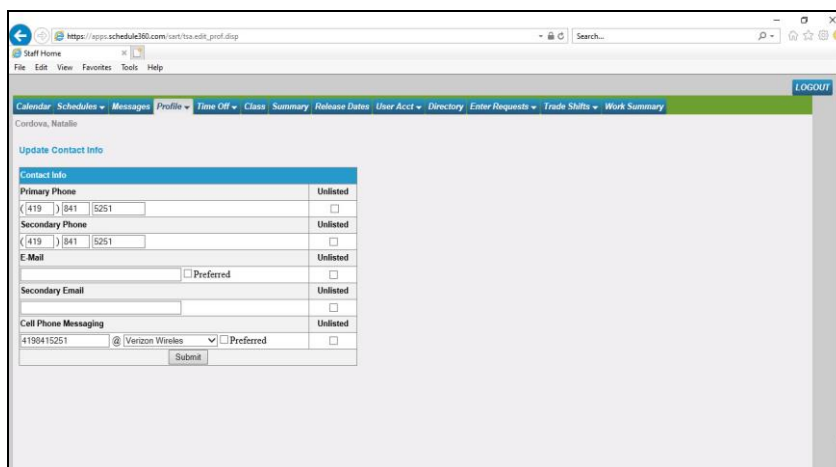 https://apps.schedule360.com/sart/tsa.edit_prof.disp
Search...
Staff Home
File Edit View Favorites Tools Help
LOGOUT
Calendar Schedules Messages Profile Time Off Class Summary Release Dates User Acct Directory Enter Requests Trade Shifts Work Summary
Cordova, Natalie
Update Contact Info
Contact Info
Primary Phone Unlisted
( 419 ) 841 5251
Secondary Phone Unlisted
( 419 ) 841 5251
E-Mail Unlisted
Preferred
Secondary Email Unlisted
Cell Phone Messaging Unlisted
4198415251 @ Verizon Wireles Preferred
Submit